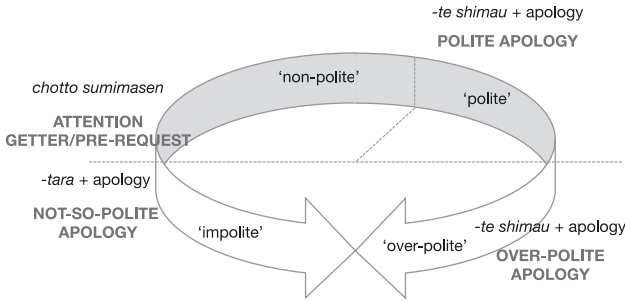 -te shimau + apology
POLITE APOLOGY
'non-polite'
'polite'
chotto sumimasen
ATTENTION
GETTER/PRE-REQUEST
-tara + apology
NOT-SO-POLITE
APOLOGY
'impolite'
'over-polite'
-te shimau + apology
OVER-POLITE
APOLOGY